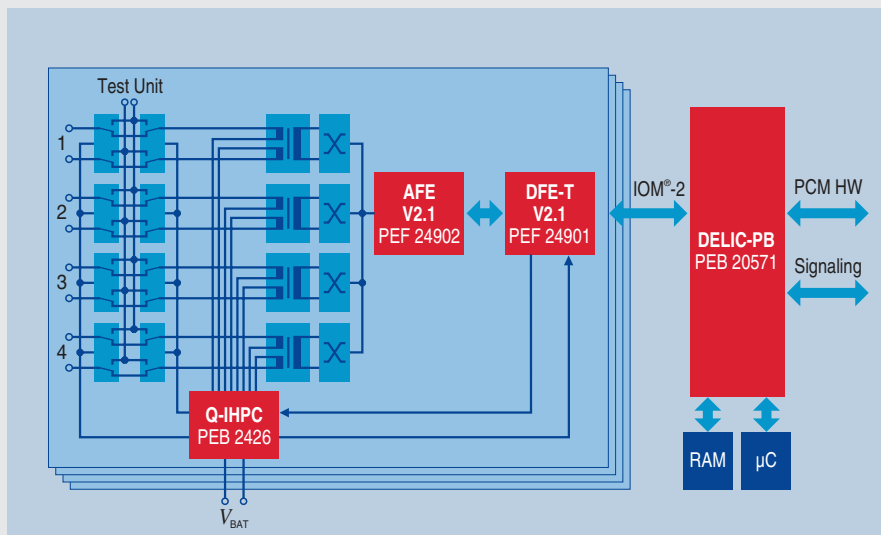 Test Unit
1
2
3
4
AFE
V2.1
PEF 24902
DFE-T
V2.1
PEF 24901
IOM®-2
DELIC-PB
PEB 20571
PCM HW
Signaling
Q-IHPC
PEB 2426
RAM
µC
VBAT